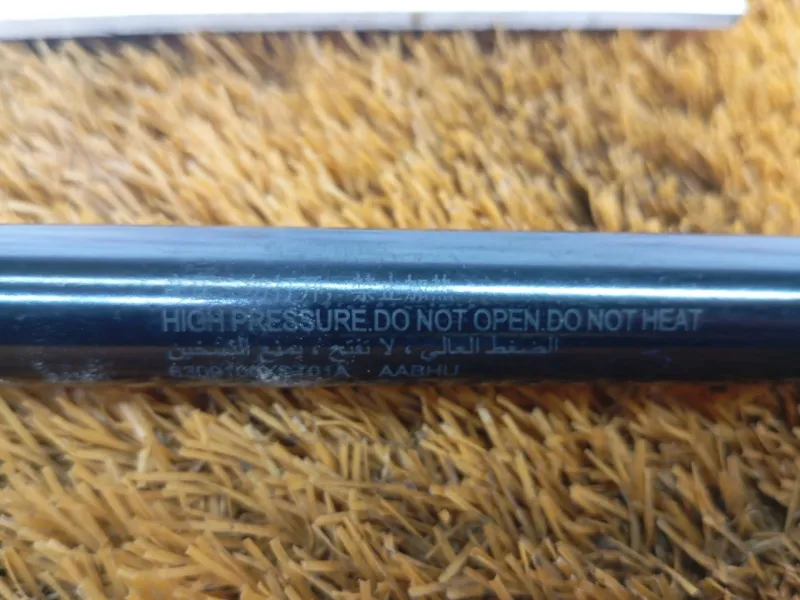 禁止加热
HIGH PRESSURE.DO NOT OPEN.DO NOT HEAT
الضغط العالي ، لا تفتح ، يمنع التسخين
AABHU